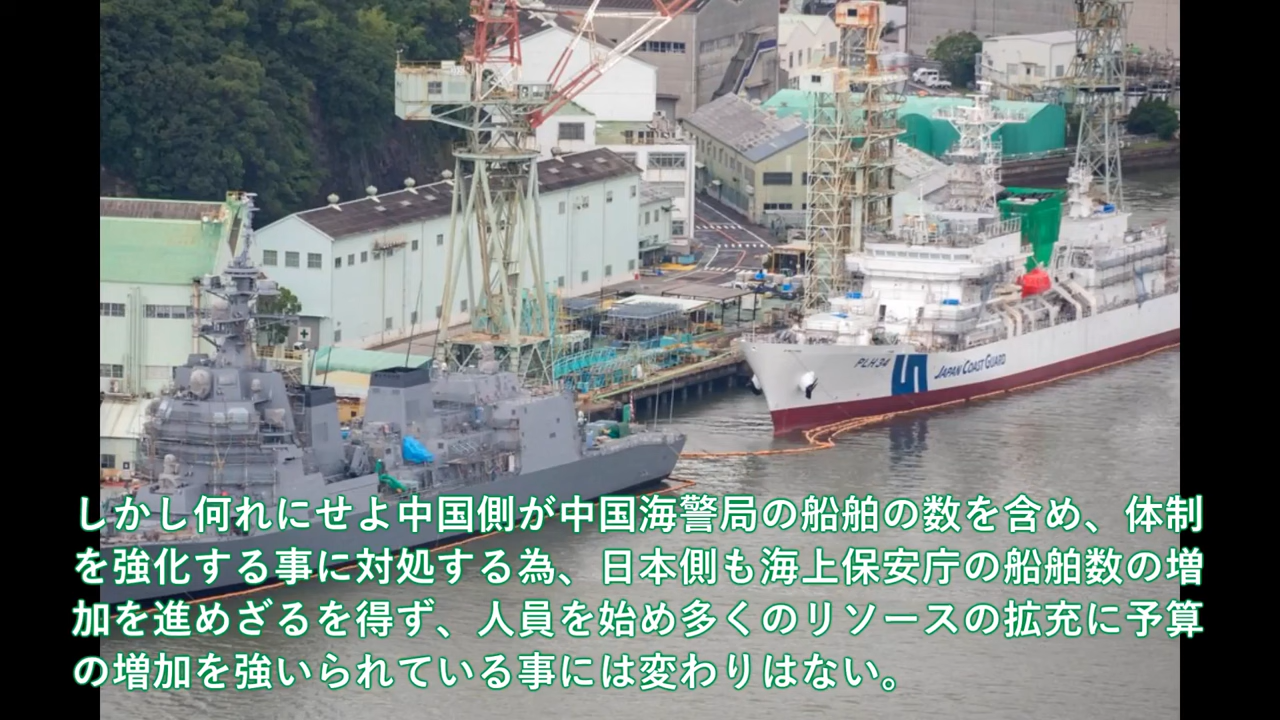 PLH34
JAPAN COAST GUARD
しかし何れにせよ中国側が中国海警局の船舶の数を含め、体制
を強化する事に対処する為、日本側も海上保安庁の船舶数の増
加を進めざるを得ず、人員を始め多くのリソースの拡充に予算
の増加を強いられている事には変わりはない。